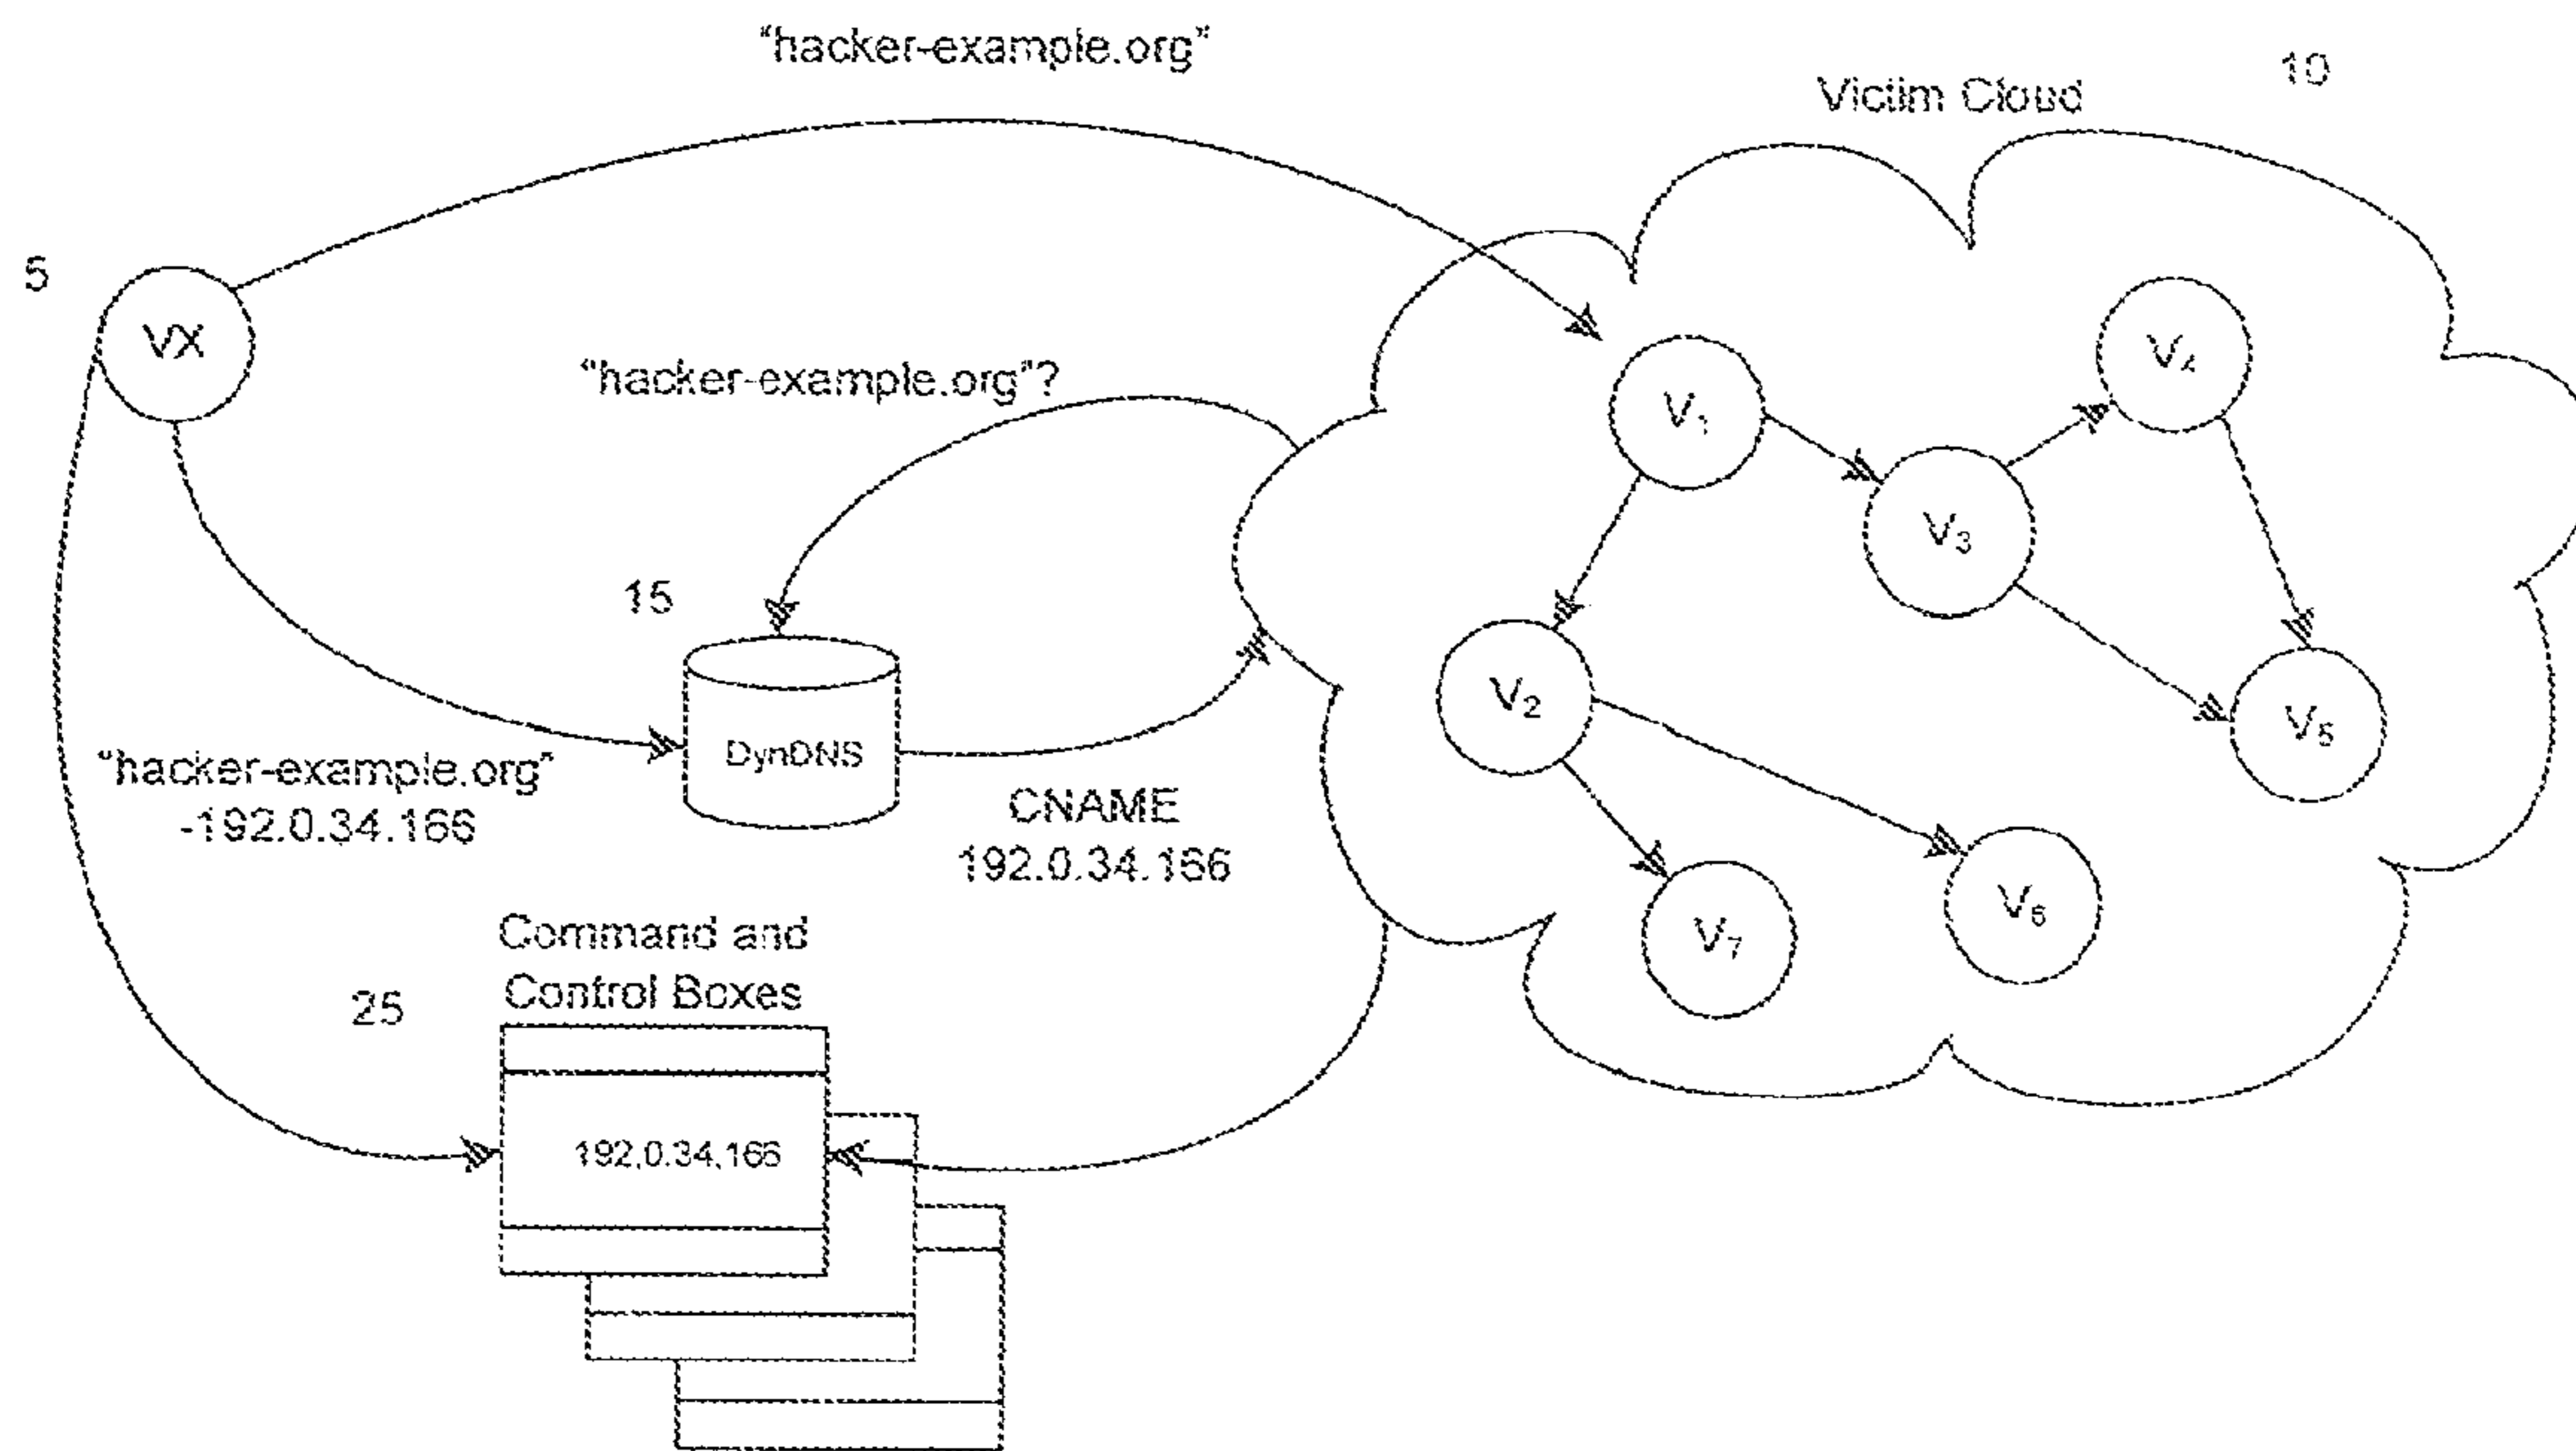 "hacker-example.org"
10
Victim Cloud
5
VX
"hacker-example.org"?
V₁
V₄
V₃
15
V₂
V₅
DynDNS
"hacker-example.org"
-192.0.34.166
CNAME
192.0.34.166
V₆
V₇
Command and
Control Boxes
25
192.0.34.166